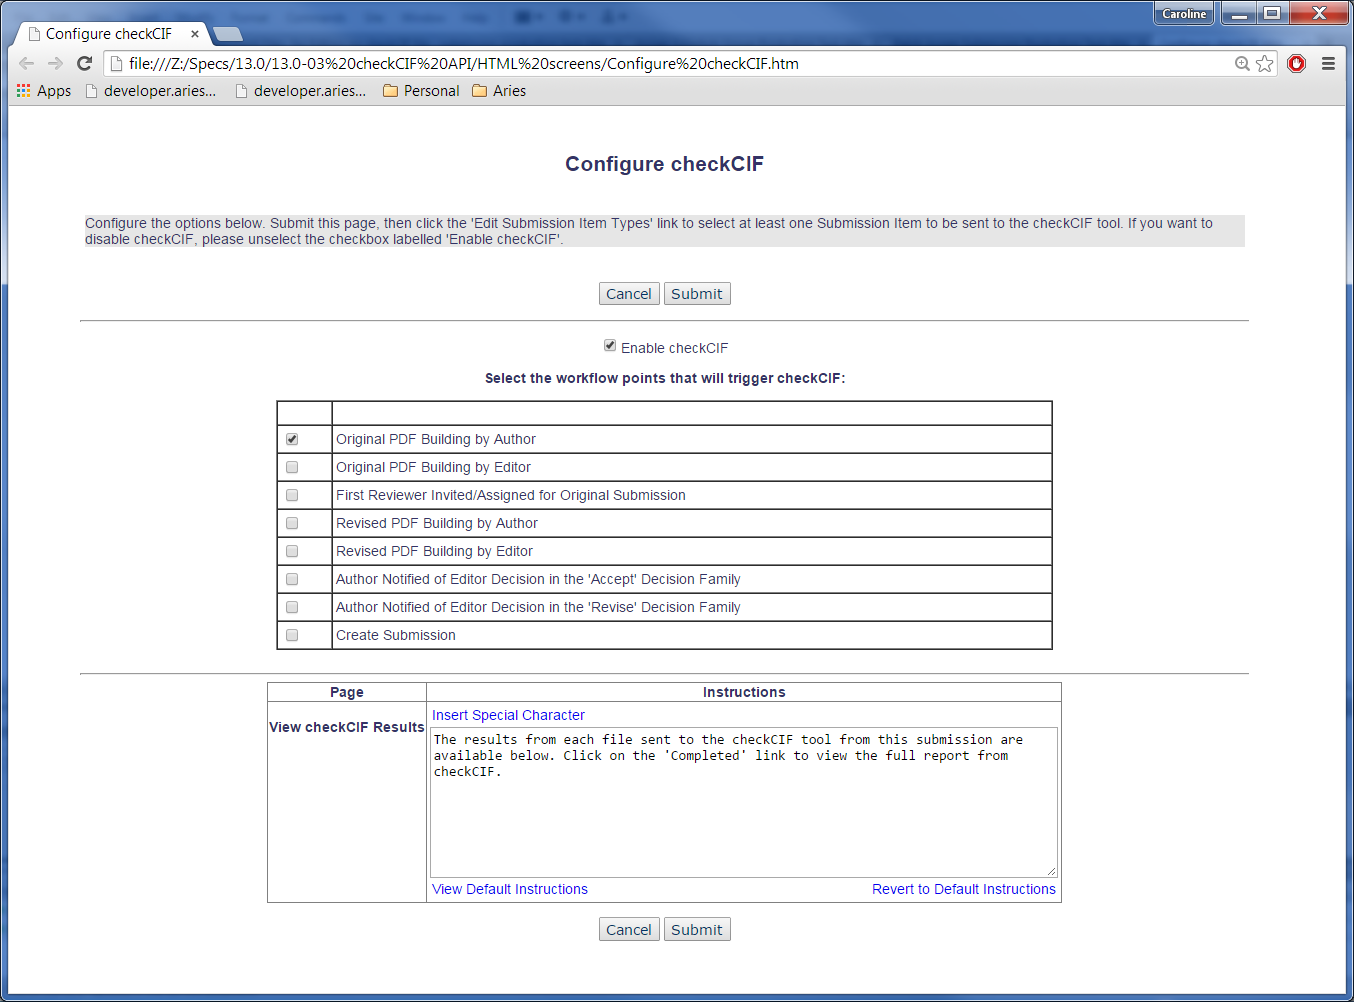 Caroline
Configure checkCIF
file:///Z:/Specs/13.0/13.0-03%20checkCIF%20API/HTML%20screens/Configure%20checkCIF.htm
Apps developer.aries... developer.aries... Personal Aries
Configure checkCIF
Configure the options below. Submit this page, then click the 'Edit Submission Item Types' link to select at least one Submission Item to be sent to the checkCIF tool. If you want to
disable checkCIF, please unselect the checkbox labelled 'Enable checkCIF'.
Cancel Submit
Enable checkCIF
Select the workflow points that will trigger checkCIF:
Original PDF Building by Author
Original PDF Building by Editor
First Reviewer Invited/Assigned for Original Submission
Revised PDF Building by Author
Revised PDF Building by Editor
Author Notified of Editor Decision in the 'Accept' Decision Family
Author Notified of Editor Decision in the 'Revise' Decision Family
Create Submission
Page Instructions
Insert Special Character
View checkCIF Results
The results from each file sent to the checkCIF tool from this submission are
available below. Click on the 'Completed' link to view the full report from
checkCIF.
View Default Instructions Revert to Default Instructions
Cancel Submit